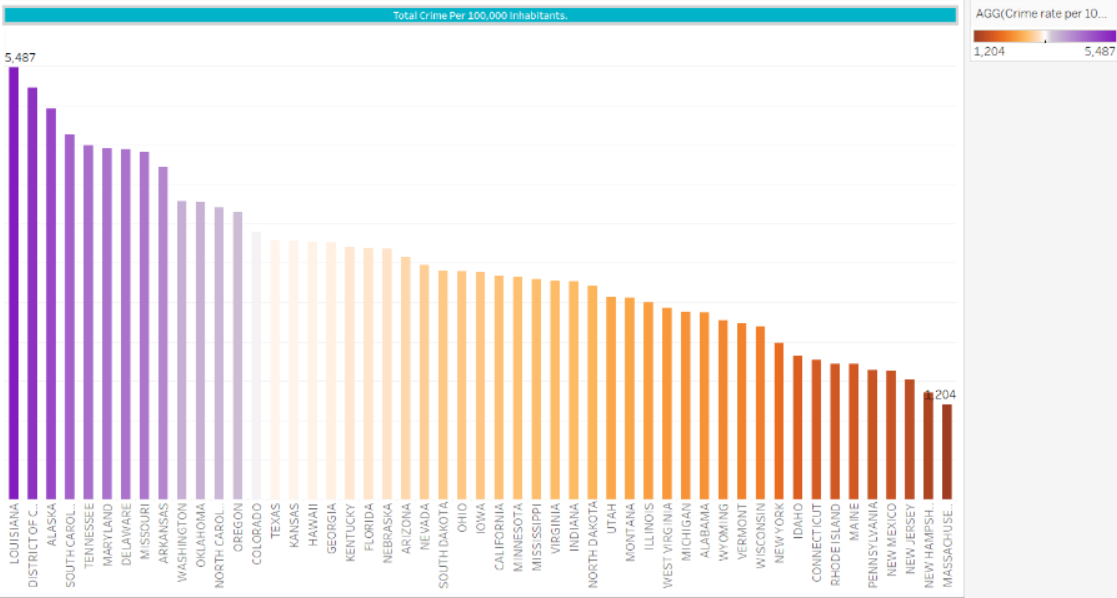 Total Crime Per 100,000 Inhabitants.
AGG(Crime rate per 10...
1,204
5,487
5,487
1,204
LOUISIANA
DISTRICT OF C..
ALASKA
SOUTH CAROL..
TENNESSEE
MARYLAND
DELAWARE
MISSOURI
ARKANSAS
WASHINGTON
OKLAHOMA
NORTH CAROL..
OREGON
COLORADO
TEXAS
KANSAS
HAWAII
GEORGIA
KENTUCKY
FLORIDA
NEBRASKA
ARIZONA
NEVADA
SOUTH DAKOTA
OHIO
IOWA
CALIFORNIA
MINNESOTA
MISSISSIPPI
VIRGINIA
INDIANA
NORTH DAKOTA
UTAH
MONTANA
ILLINOIS
WEST VIRGINIA
MICHIGAN
ALABAMA
WYOMING
VERMONT
WISCONSIN
NEW YORK
IDAHO
CONNECTICUT
RHODE ISLAND
MAINE
PENNSYLVANIA
NEW MEXICO
NEW JERSEY
NEW HAMPSH..
MASSACHUSE..